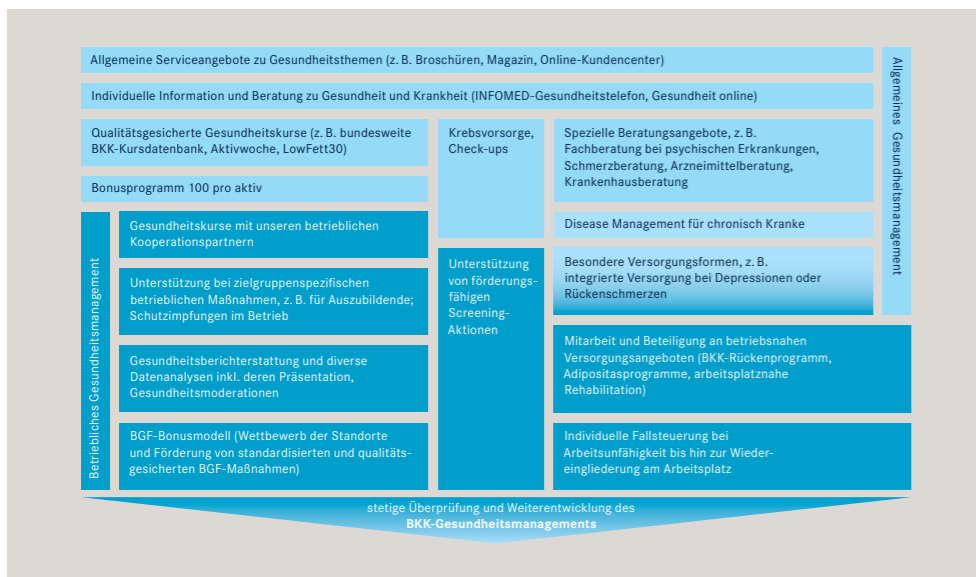 Allgemeine Serviceangebote zu Gesundheitsthemen (z. B. Broschüren, Magazin, Online-Kundencenter)
Individuelle Information und Beratung zu Gesundheit und Krankheit (INFOMED-Gesundheitstelefon, Gesundheit online)
Qualitätsgesicherte Gesundheitskurse (z. B. bundesweite
BKK-Kursdatenbank, Aktivwoche, LowFett30)
Bonusprogramm 100 pro aktiv
Krebsvorsorge,
Check-ups
Spezielle Beratungsangebote, z. B.
Fachberatung bei psychischen Erkrankungen,
Schmerzberatung, Arzneimittelberatung,
Krankenhausberatung
Disease Management für chronisch Kranke
Besondere Versorgungsformen, z. B.
integrierte Versorgung bei Depressionen oder
Rückenschmerzen
Allgemeines Gesundheitsmanagement
Betriebliches Gesundheitsmanagement
Gesundheitskurse mit unseren betrieblichen
Kooperationspartnern
Unterstützung bei zielgruppenspezifischen
betrieblichen Maßnahmen, z. B. für Auszubildende;
Schutzimpfungen im Betrieb
Gesundheitsberichterstattung und diverse
Datenanalysen inkl. deren Präsentation,
Gesundheitsmoderationen
BGF-Bonusmodell (Wettbewerb der Standorte
und Förderung von standardisierten und qualitäts-
gesicherten BGF-Maßnahmen)
Unterstützung
von förderungs-
fähigen
Screening-
Aktionen
Mitarbeit und Beteiligung an betriebsnahen
Versorgungsangeboten (BKK-Rückenprogramm,
Adipositasprogramme, arbeitsplatznahe
Rehabilitation)
Individuelle Fallsteuerung bei
Arbeitsunfähigkeit bis hin zur Wieder-
eingliederung am Arbeitsplatz
stetige Überprüfung und Weiterentwicklung des
BKK-Gesundheitsmanagements